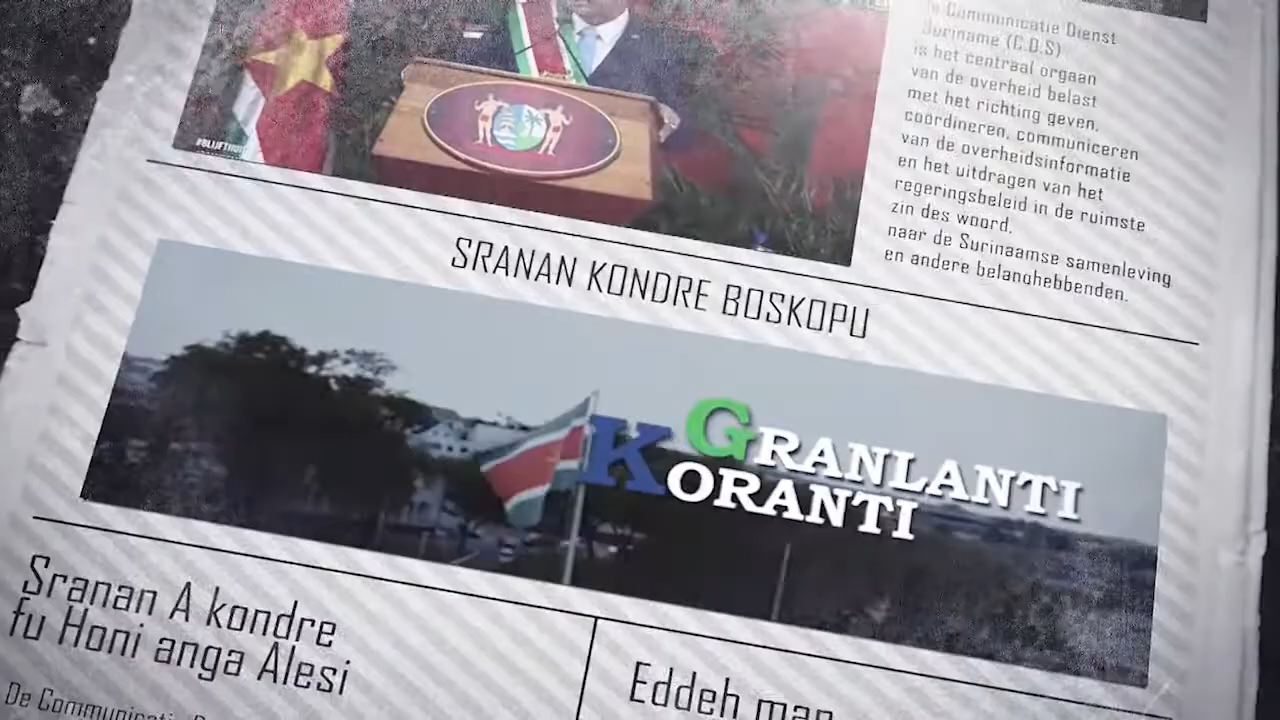 Communicatie Dienst
Suriname (C.D.S)
is het centraal orgaan
van de overheid belast
met het richting geven,
coördineren, communiceren
van de overheidsinformatie
en het uitdragen van het
regeringsbeleid in de ruimste
zin des woord,
naar de Surinaamse samenleving
en andere belanghebbenden.
SRANAN KONDRE BOSKOPU
GRANLANTI
KORANTI
Sranan A kondre
fu Honi anga Alesi
De
Eddeh man